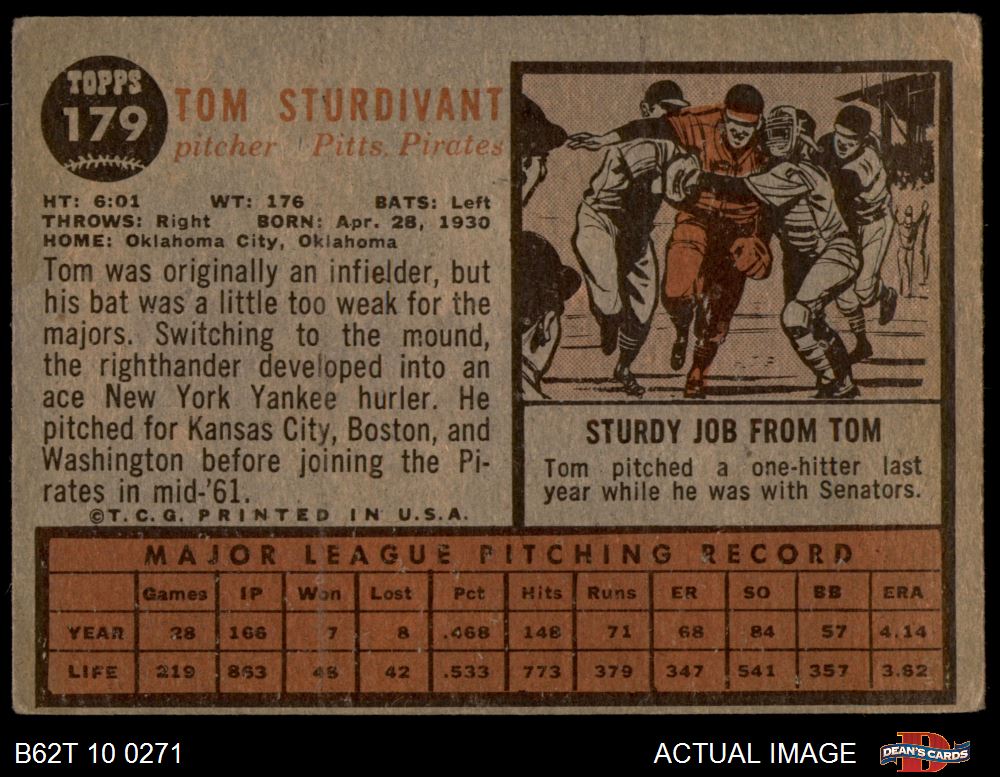 TOPPS
179
TOM STURDIVANT
pitcher Pitts. Pirates
HT: 6:01 WT: 176 BATS: Left
THROWS: Right BORN: Apr. 28, 1930
HOME: Oklahoma City, Oklahoma
Tom was originally an infielder, but
his bat was a little too weak for the
majors. Switching to the mound,
the righthander developed into an
ace New York Yankee hurler. He
pitched for Kansas City, Boston, and
Washington before joining the Pi-
rates in mid-'61.
©T.C.G. PRINTED IN U.S.A.
STURDY JOB FROM TOM
Tom pitched a one-hitter last
year while he was with Senators.
MAJOR LEAGUE PITCHING RECORD
Games IP Won Lost Pct Hits Runs ER SO BB ERA
YEAR 28 166 7 8 .468 148 71 68 84 57 4.14
LIFE 219 863 48 42 .533 773 379 347 541 357 3.62
B62T 10 0271
ACTUAL IMAGE
D
DEAN'S CARDS